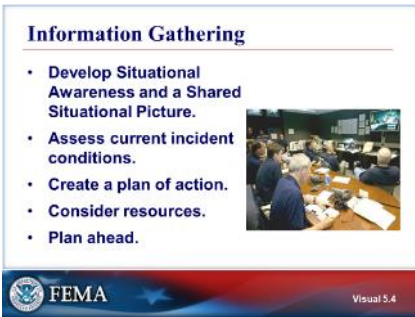 Information Gathering
• Develop Situational
Awareness and a Shared
Situational Picture.
• Assess current incident
conditions.
• Create a plan of action.
• Consider resources.
• Plan ahead.
FEMA
Visual 5.4